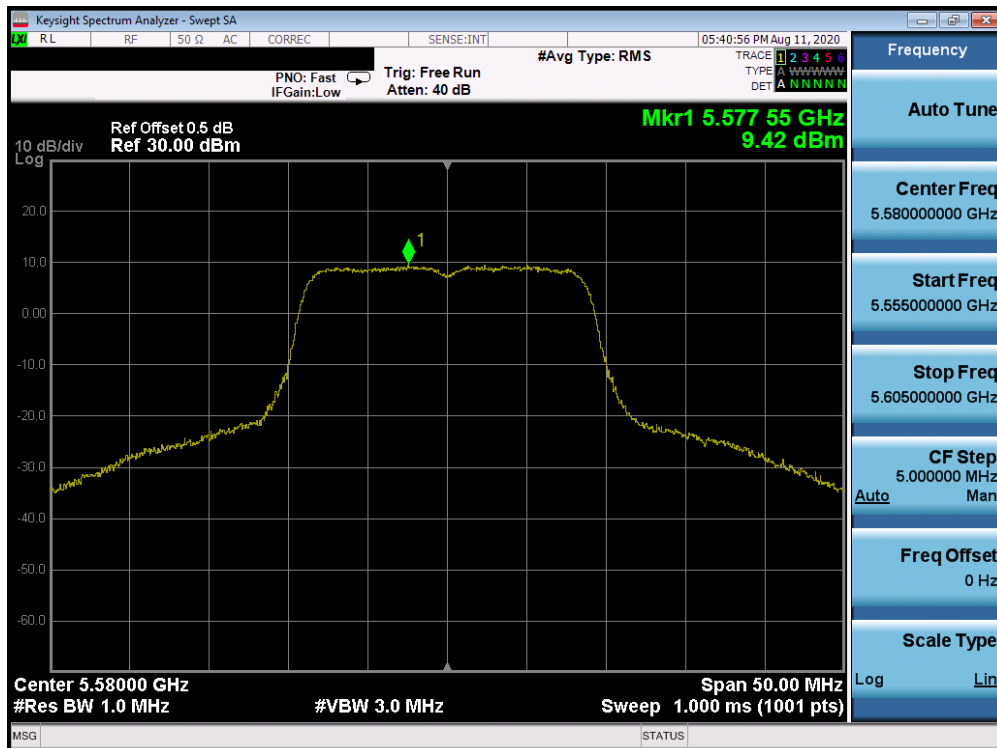 Keysight Spectrum Analyzer - Swept SA
LXI RL RF 50 Ω AC CORREC SENSE:INT 05:40:56 PM Aug 11, 2020
#Avg Type: RMS TRACE 1 2 3 4 5 6
PNO: Fast Trig: Free Run TYPE A WWWWW
IFGain:Low Atten: 40 dB DET A N N N N N
Mkr1 5.577 55 GHz
9.42 dBm
Ref Offset 0.5 dB
10 dB/div Ref 30.00 dBm
Log
1
20.0
10.0
0.00
-10.0
-20.0
-30.0
-40.0
-50.0
-60.0
Center 5.58000 GHz Span 50.00 MHz
#Res BW 1.0 MHz #VBW 3.0 MHz Sweep 1.000 ms (1001 pts)
MSG STATUS
Frequency
Auto Tune
Center Freq
5.580000000 GHz
Start Freq
5.555000000 GHz
Stop Freq
5.605000000 GHz
CF Step
5.000000 MHz
Auto Man
Freq Offset
0 Hz
Scale Type
Log Lin